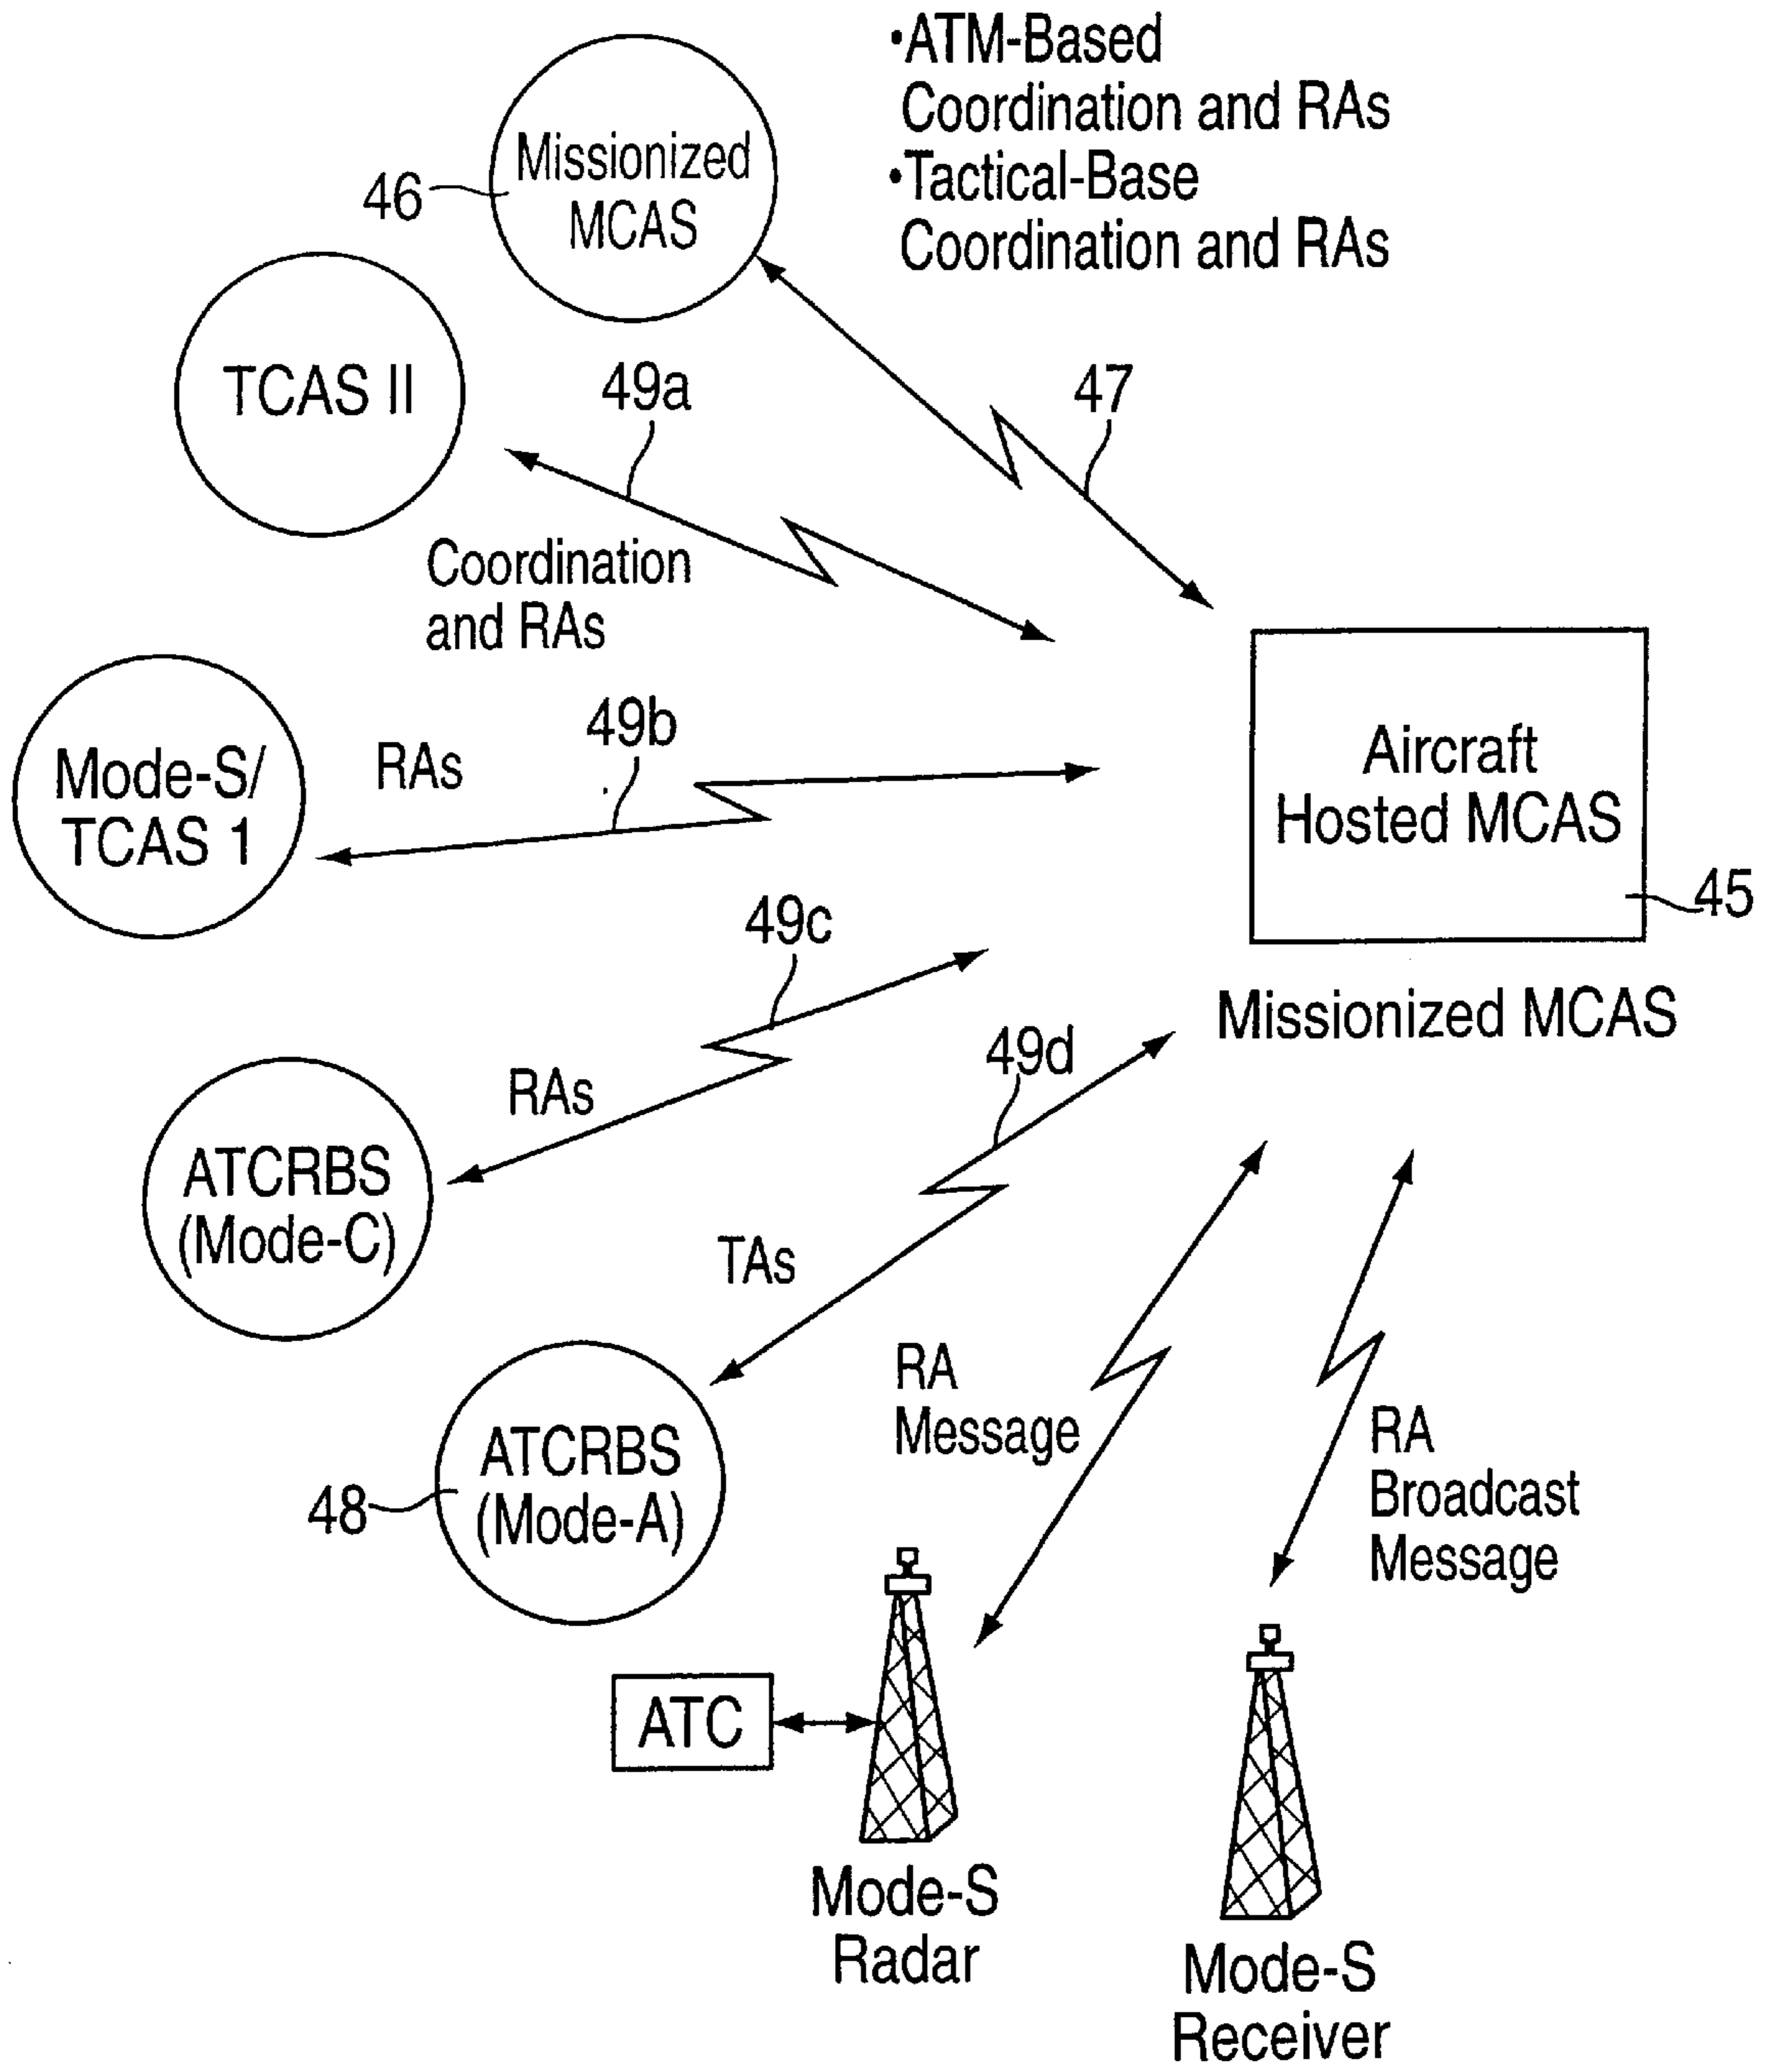 •ATM-Based
Coordination and RAs
•Tactical-Base
Coordination and RAs
Missionized
MCAS
46
TCAS II
49a
47
Coordination
and RAs
49b
RAs
Mode-S/
TCAS 1
Aircraft
Hosted MCAS
45
Missionized MCAS
49c
RAs
49d
ATCRBS
(Mode-C)
TAs
RA
Message
RA
Broadcast
Message
ATCRBS
(Mode-A)
48
ATC
Mode-S
Radar
Mode-S
Receiver